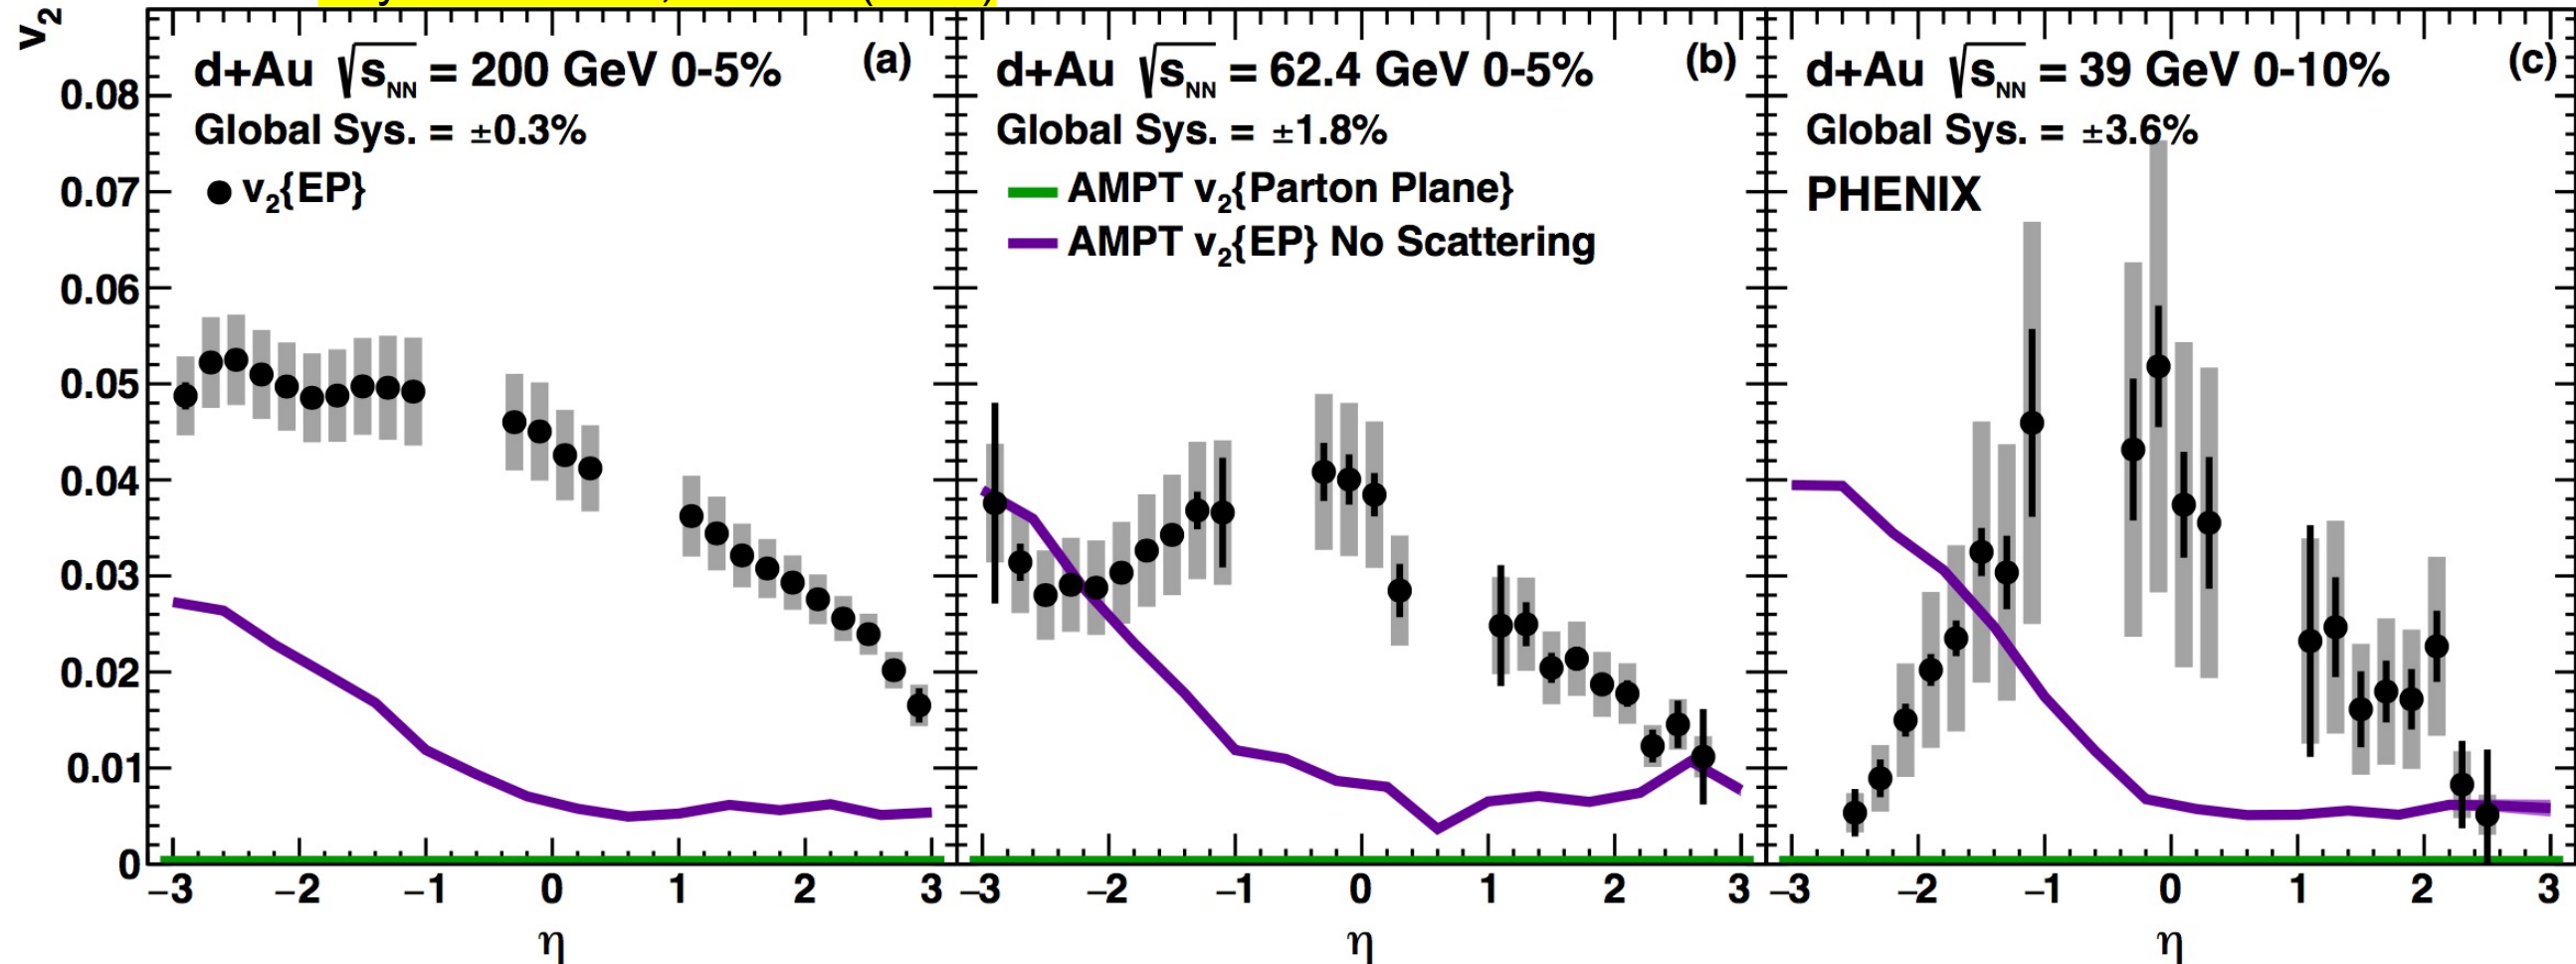 v2
d+Au √sNN = 200 GeV 0-5% (a)
Global Sys. = ±0.3%
v2{EP}
d+Au √sNN = 62.4 GeV 0-5% (b)
Global Sys. = ±1.8%
AMPT v2{Parton Plane}
AMPT v2{EP} No Scattering
d+Au √sNN = 39 GeV 0-10% (c)
Global Sys. = ±3.6%
PHENIX
0.08
0.07
0.06
0.05
0.04
0.03
0.02
0.01
0
−3 −2 −1 0 1 2 3
−3 −2 −1 0 1 2 3
−3 −2 −1 0 1 2 3
η
η
η